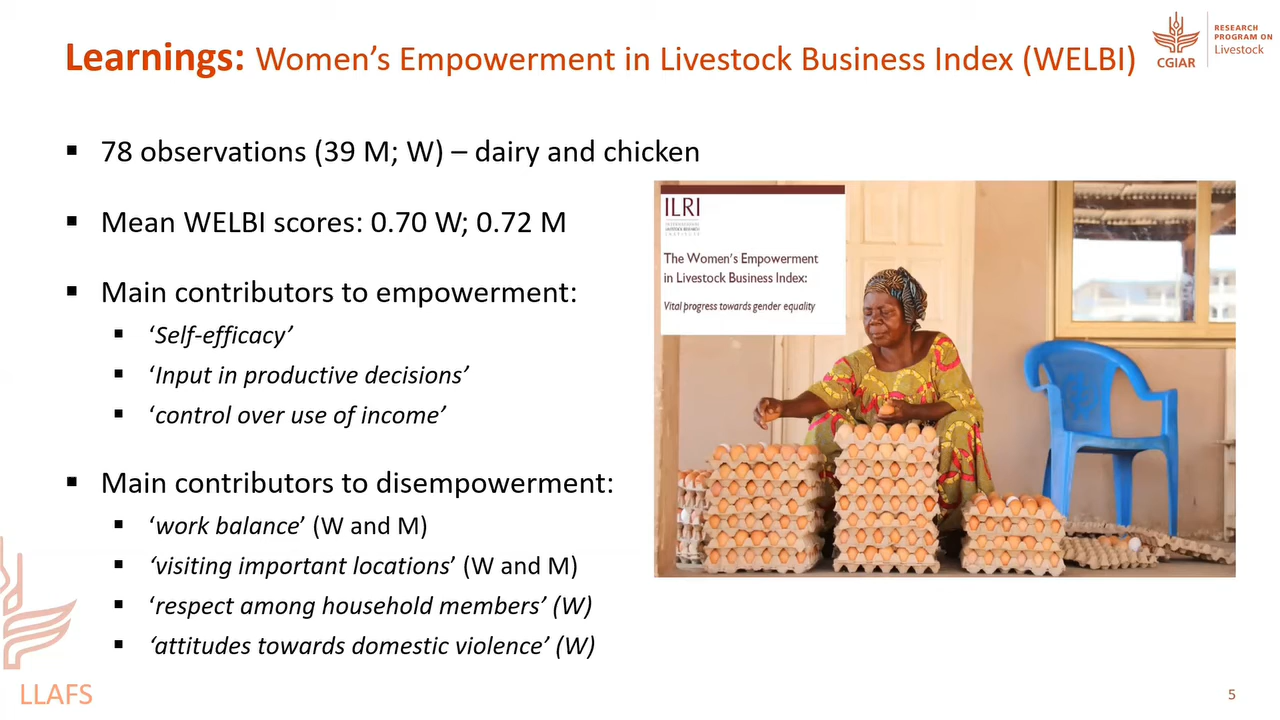 Learnings: Women's Empowerment in Livestock Business Index (WELBI)
CGIAR
RESEARCH
PROGRAM ON
Livestock
▪ 78 observations (39 M; W) – dairy and chicken
▪ Mean WELBI scores: 0.70 W; 0.72 M
▪ Main contributors to empowerment:
▪ ‘Self-efficacy’
▪ ‘Input in productive decisions’
▪ ‘control over use of income’
▪ Main contributors to disempowerment:
▪ ‘work balance’ (W and M)
▪ ‘visiting important locations’ (W and M)
▪ ‘respect among household members’ (W)
▪ ‘attitudes towards domestic violence’ (W)
ILRI
The Women's Empowerment
in Livestock Business Index:
Vital progress towards gender equality
LLAFS
5